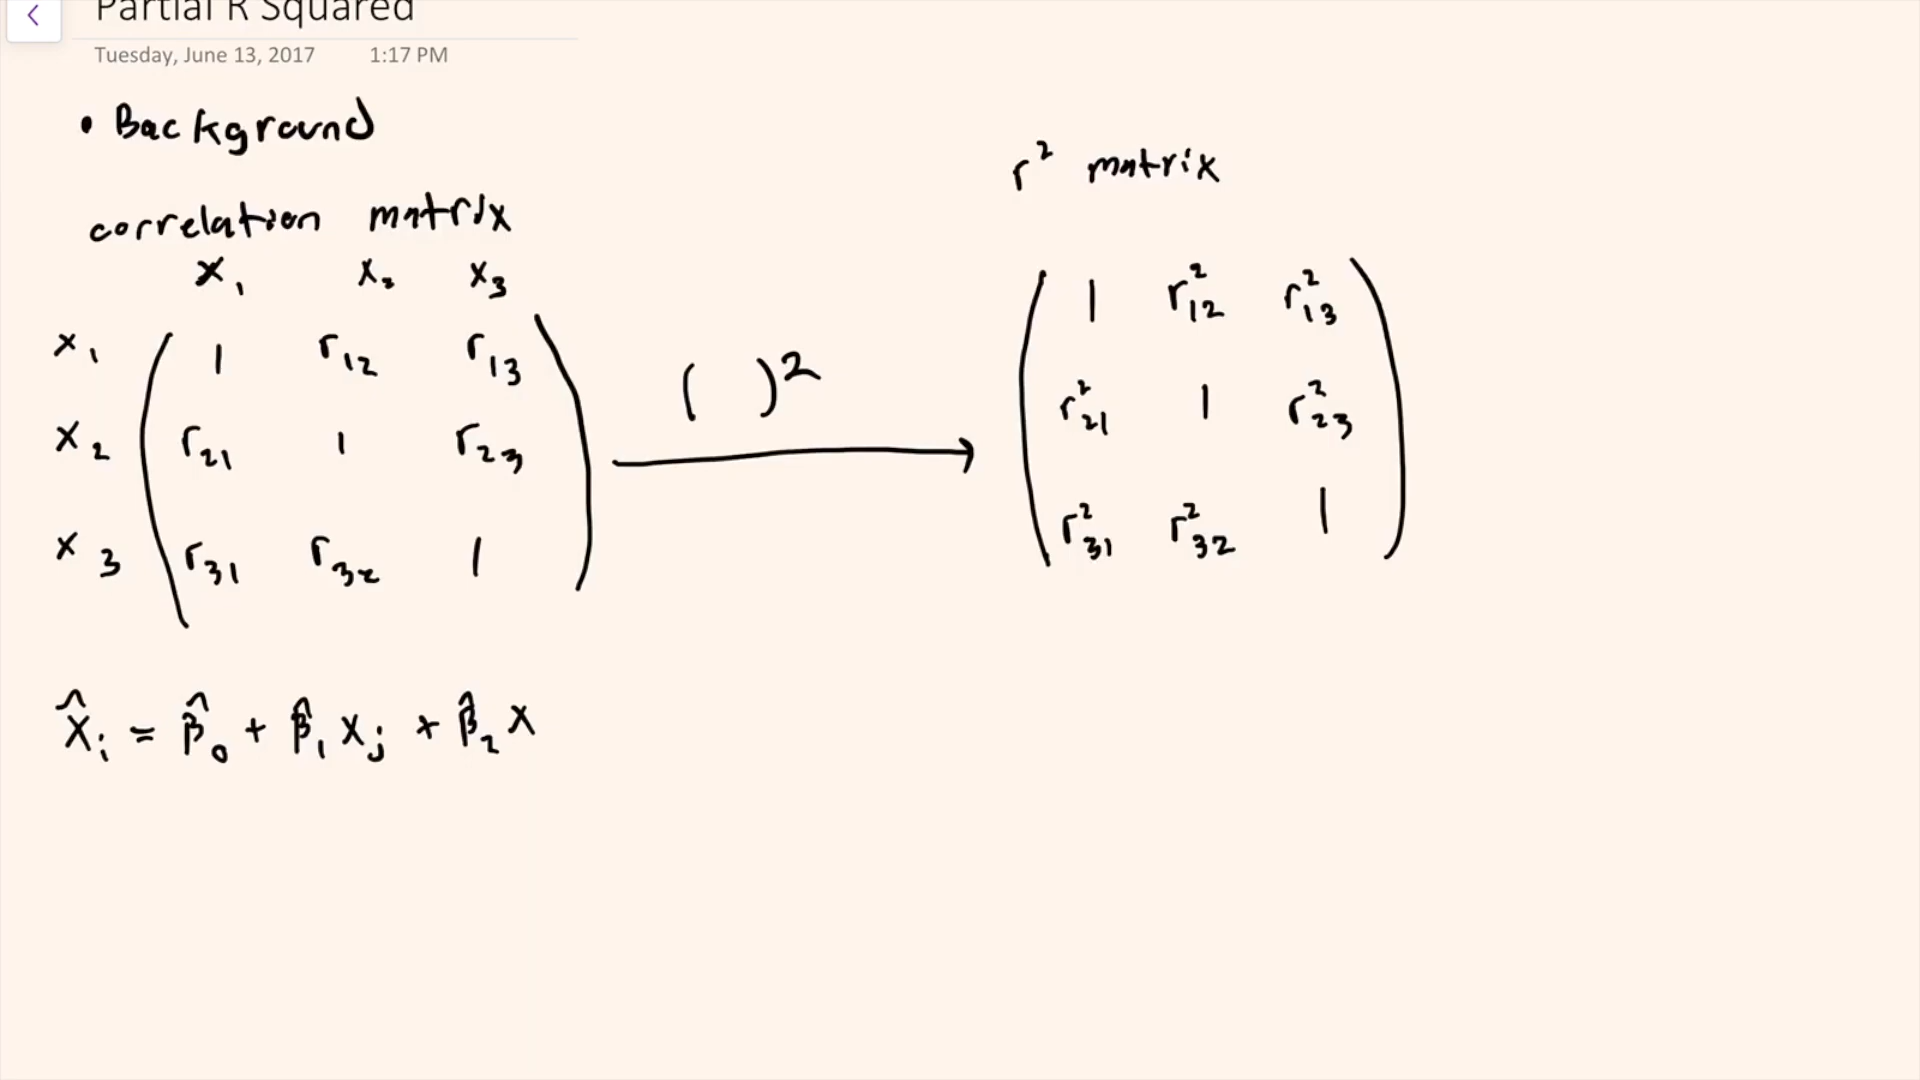 Partial R Squared
Tuesday, June 13, 2017 1:17 PM
• Background
correlation matrix
x₁ x₂ x₃
x₁ 1 r₁₂ r₁₃
x₂ r₂₁ 1 r₂₃
x₃ r₃₁ r₃₂ 1
( )²
r² matrix
1 r²₁₂ r²₁₃
r²₂₁ 1 r²₂₃
r²₃₁ r²₃₂ 1
x̂ᵢ = β̂₀ + β̂₁ xⱼ + β̂₂ x